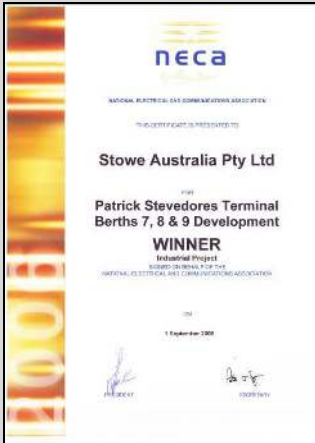 neca
NATIONAL ELECTRICAL AND COMMUNICATIONS ASSOCIATION
THIS CERTIFICATE IS PRESENTED TO
Stowe Australia Pty Ltd
FOR
Patrick Stevedores Terminal
Berths 7, 8 & 9 Development
WINNER
Industrial Project
SIGNED ON BEHALF OF THE
NATIONAL ELECTRICAL AND COMMUNICATIONS ASSOCIATION
ON
1 September 2006
PRESIDENT
2006